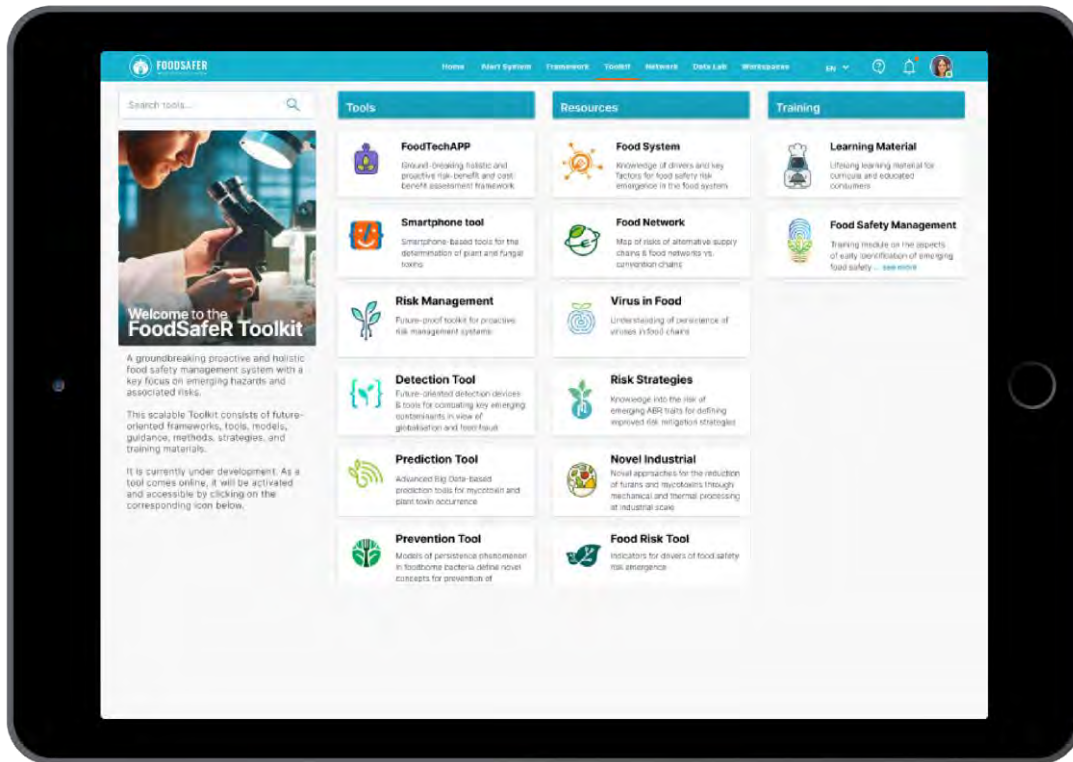 FOODSAFER
Home Alert System Framework Toolkit Network Data Lab Workspaces EN
Search tools...
Welcome to the
FoodSafeR Toolkit
A groundbreaking proactive and holistic
food safety management system with a
key focus on emerging hazards and
associated risks.
This scalable Toolkit consists of future-
oriented frameworks, tools, models,
guidance, methods, strategies, and
training materials.
It is currently under development. As a
tool comes online, it will be activated
and accessible by clicking on the
corresponding icon below.
Tools
FoodTechAPP
Ground-breaking holistic and
proactive risk-benefit and cost-
benefit assessment framework
Smartphone tool
Smartphone-based tools for the
determination of plant and fungal
toxins
Risk Management
Future-proof toolkit for proactive
risk management systems
Detection Tool
Future-oriented detection devices
& tools for combating key emerging
contaminants in view of
globalisation and food fraud
Prediction Tool
Advanced Big Data-based
prediction tools for mycotoxin and
plant toxin occurrence
Prevention Tool
Models of persistence phenomenon
in foodborne bacteria define novel
concepts for prevention of
Resources
Food System
Knowledge of drivers and key
factors for food safety risk
emergence in the food system
Food Network
Map of risks of alternative supply
chains & food networks vs.
convention chains
Virus in Food
Understanding of persistence of
viruses in food chains
Risk Strategies
Knowledge into the risk of
emerging ABR traits for defining
improved risk mitigation strategies
Novel Industrial
Novel approaches for the reduction
of furans and mycotoxins through
mechanical and thermal processing
at industrial scale
Food Risk Tool
Indicators for drivers of food safety
risk emergence
Training
Learning Material
Lifelong learning material for
curricula and educated
consumers
Food Safety Management
Training module on the aspects
of early identification of emerging
food safety ... see more